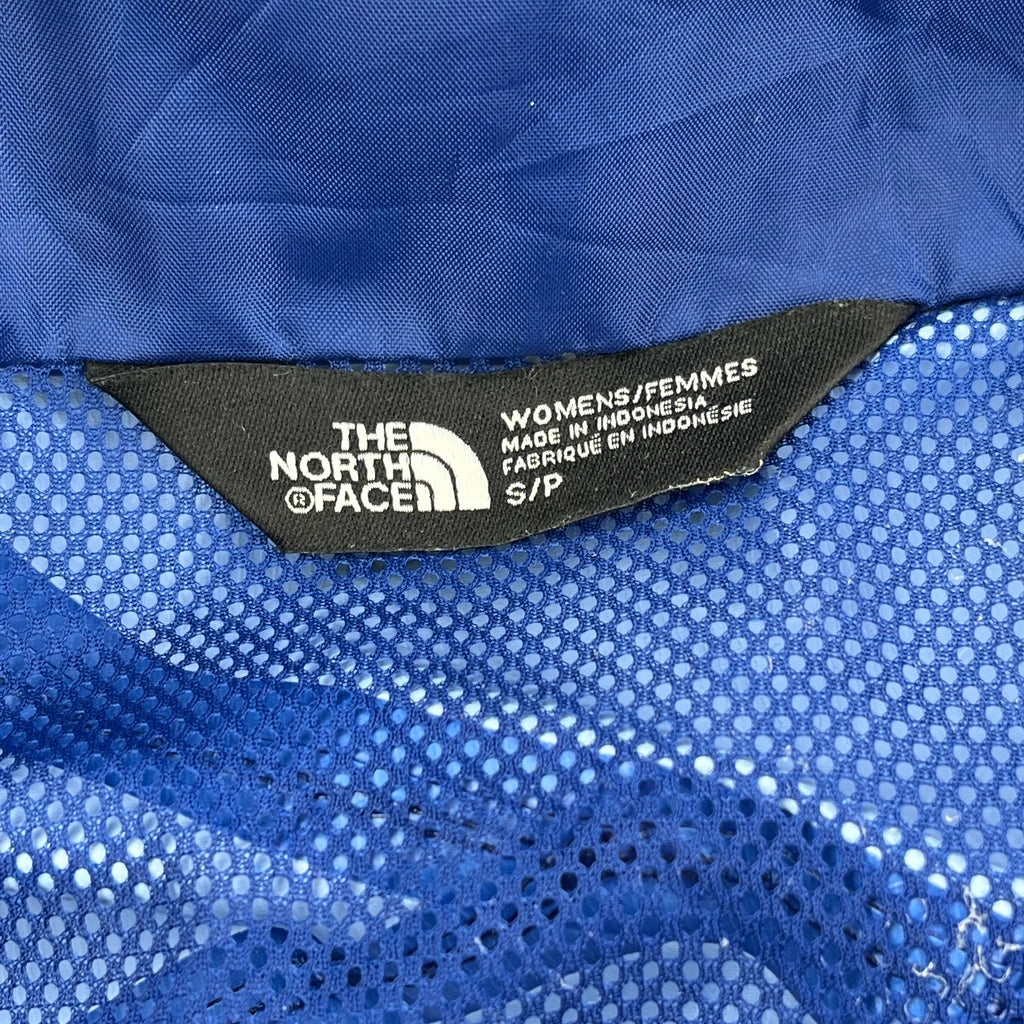 THE
NORTH
®FACE
WOMENS/FEMMES
MADE IN INDONESIA
FABRIQUÉ EN INDONÉSIE
S/P